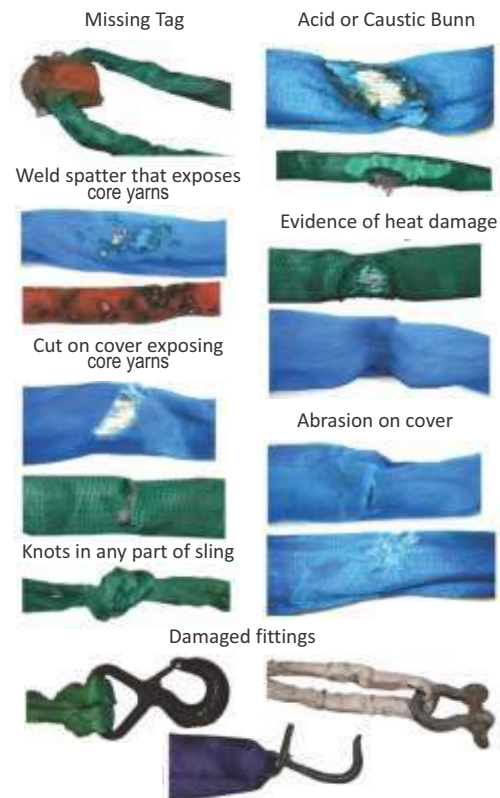 Missing Tag
Acid or Caustic Bunn
Weld spatter that exposes
core yarns
Evidence of heat damage
Cut on cover exposing
core yarns
Abrasion on cover
Knots in any part of sling
Damaged fittings